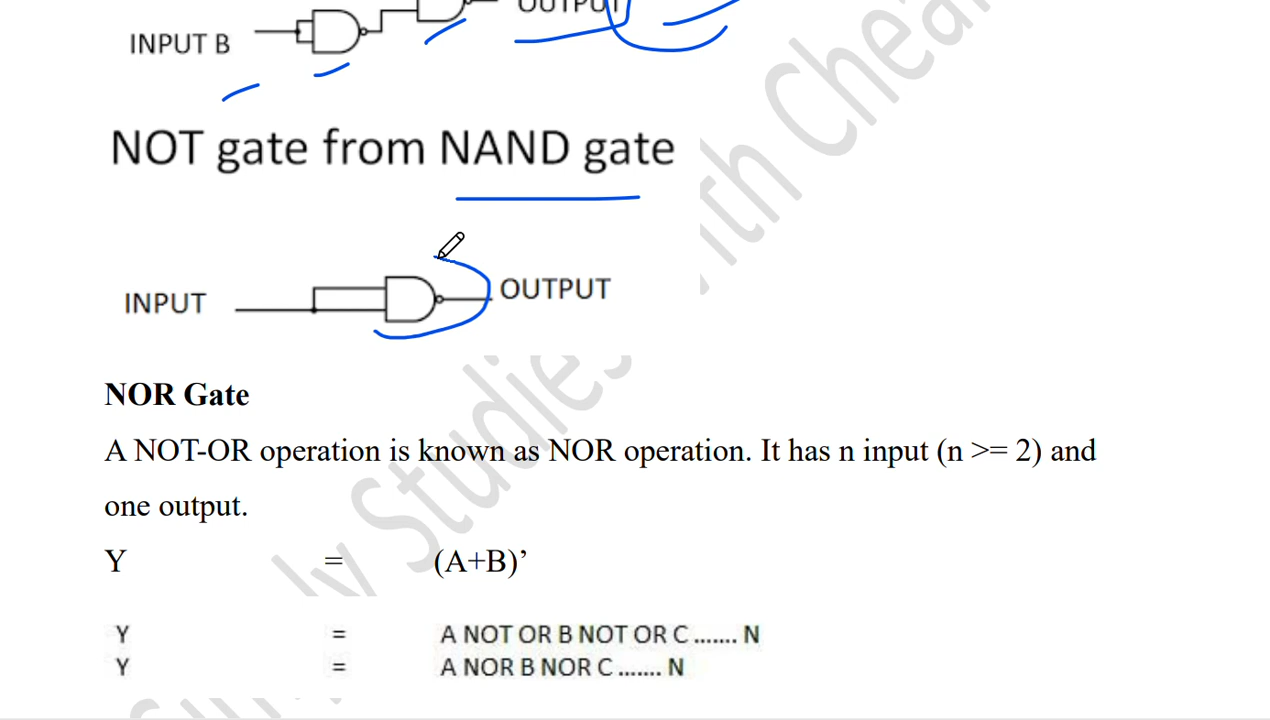 OUTPUT
INPUT B
NOT gate from NAND gate
INPUT OUTPUT
NOR Gate
A NOT-OR operation is known as NOR operation. It has n input (n >= 2) and
one output.
Y = (A+B)’
Y = A NOT OR B NOT OR C ....... N
Y = A NOR B NOR C ....... N